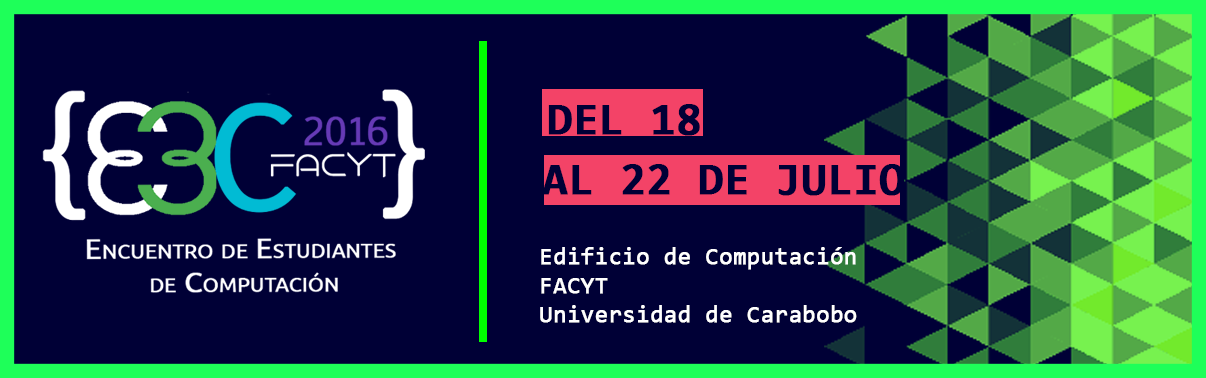 {E3C 2016
FACYT}
ENCUENTRO DE ESTUDIANTES
DE COMPUTACIÓN
DEL 18
AL 22 DE JULIO
Edificio de Computación
FACYT
Universidad de Carabobo